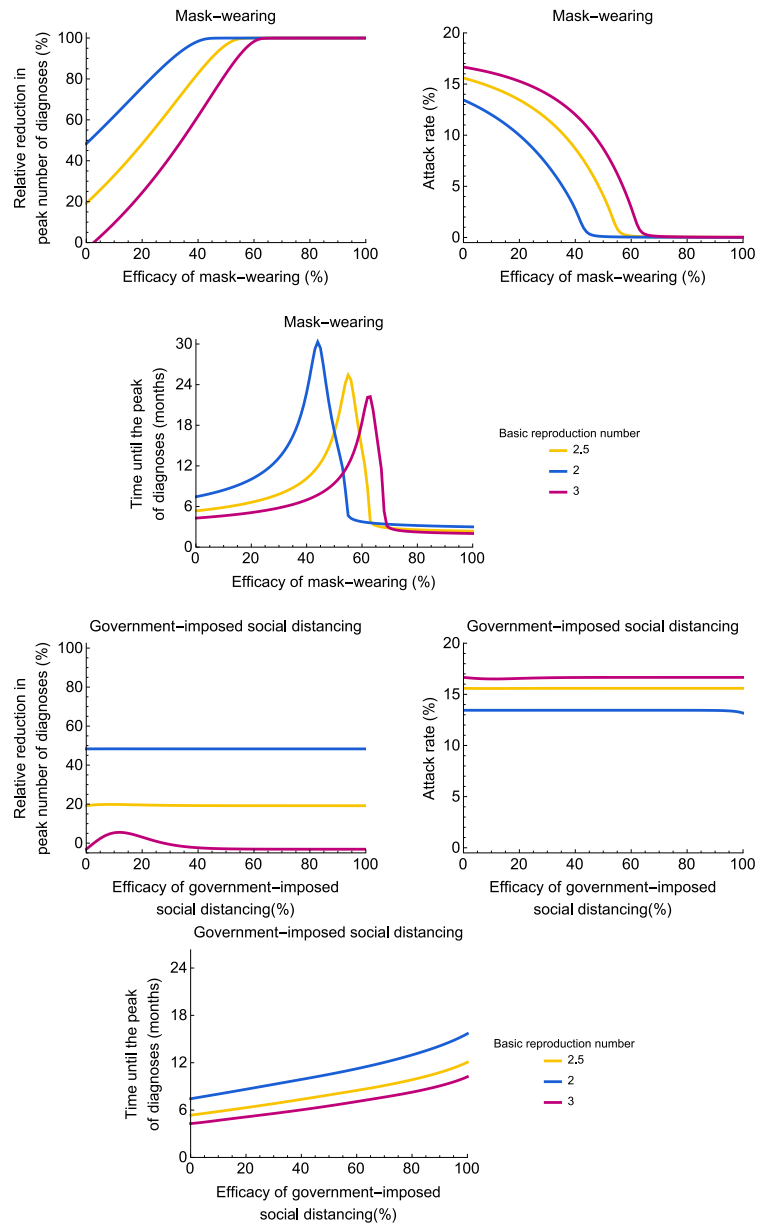 Mask−wearing
Relative reduction in
peak number of diagnoses (%)
100
80
60
40
20
0
0 20 40 60 80 100
Efficacy of mask−wearing (%)
Mask−wearing
Attack rate (%)
20
15
10
5
0
0 20 40 60 80 100
Efficacy of mask−wearing (%)
Mask−wearing
Time until the peak
of diagnoses (months)
30
24
18
12
6
0
0 20 40 60 80 100
Efficacy of mask−wearing (%)
Basic reproduction number
2.5
2
3
Government−imposed social distancing
Relative reduction in
peak number of diagnoses (%)
100
80
60
40
20
0
0 20 40 60 80 100
Efficacy of government−imposed
social distancing(%)
Government−imposed social distancing
Attack rate (%)
20
15
10
5
0
0 20 40 60 80 100
Efficacy of government−imposed
social distancing(%)
Government−imposed social distancing
Time until the peak
of diagnoses (months)
24
18
12
6
0
0 20 40 60 80 100
Efficacy of government−imposed
social distancing(%)
Basic reproduction number
2.5
2
3